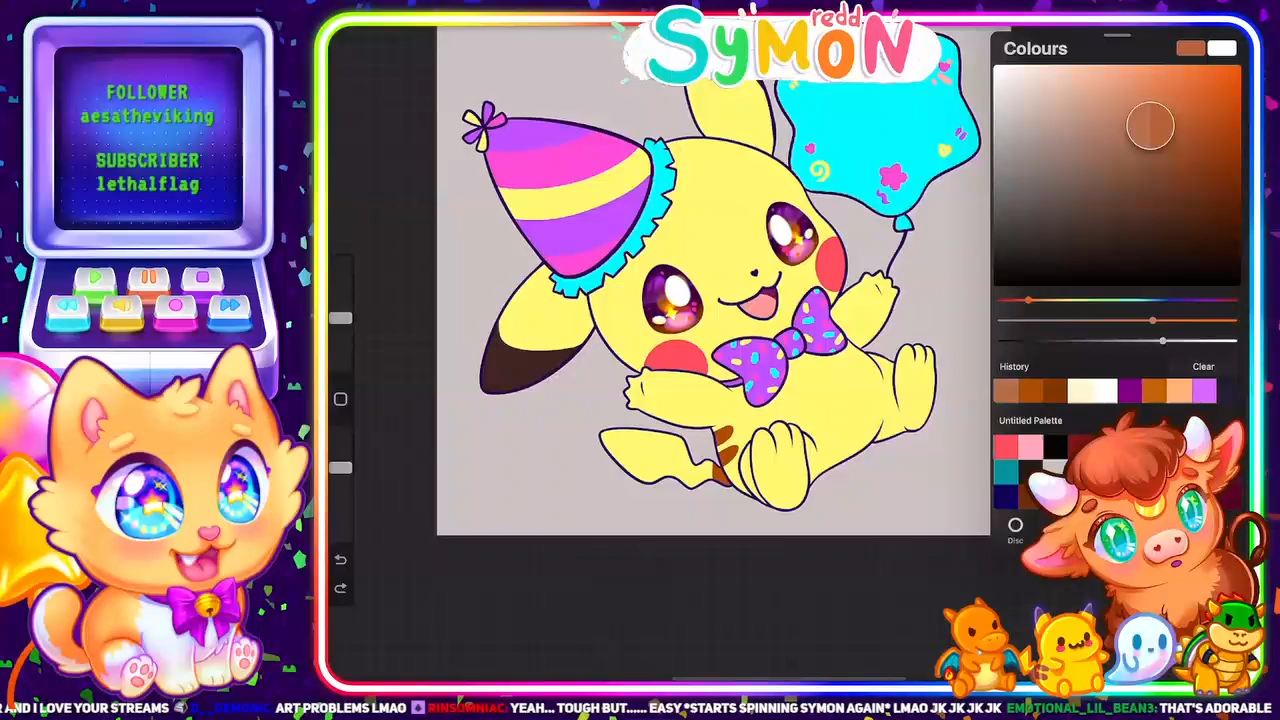 redd
SyMON
FOLLOWER
aesatheviking
SUBSCRIBER
lethalflag
Colours
History
Clear
Untitled Palette
Disc
R AND I LOVE YOUR STREAMS D__DEMONIC ART PROBLEMS LMAO RINSOMNIAC: YEAH... TOUGH BUT...... EASY *STARTS SPINNING SYMON AGAIN* LMAO JK JK JK JK EMOTIONAL_LIL_BEAN3: THAT'S ADORABLE